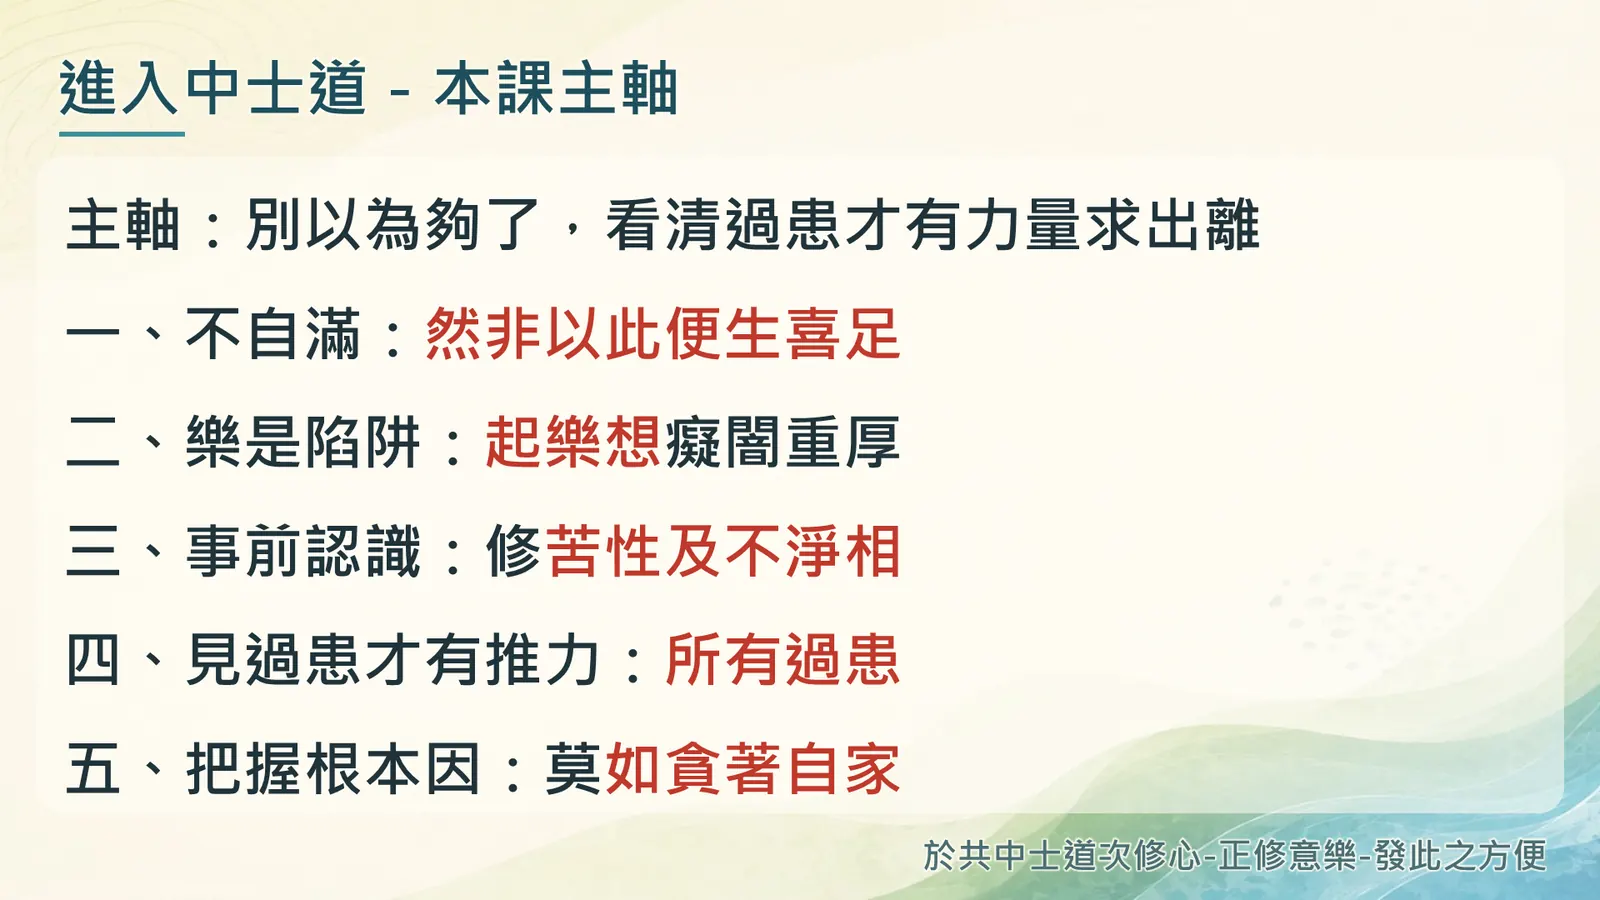 進入中士道 - 本課主軸
主軸：別以為夠了，看清過患才有力量求出離
一、不自滿：然非以此便生喜足
二、樂是陷阱：起樂想癡闇重厚
三、事前認識：修苦性及不淨相
四、見過患才有推力：所有過患
五、把握根本因：莫如貪著自家
於共中士道次修心-正修意樂-發此之方便